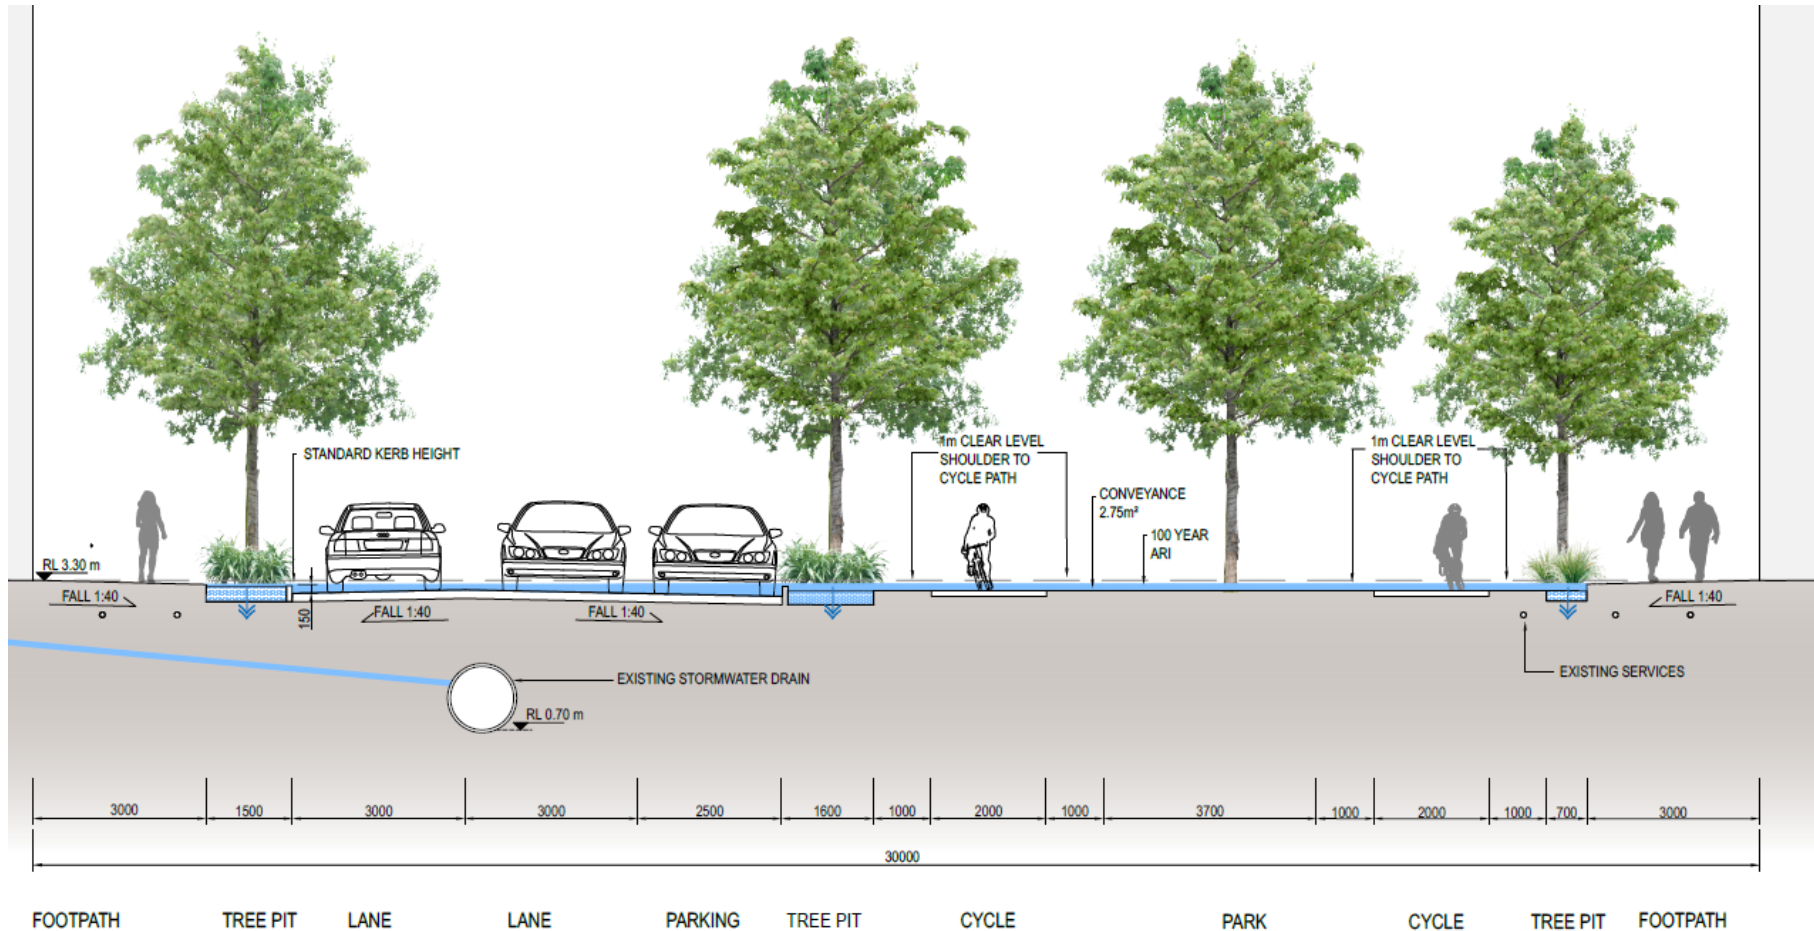 STANDARD KERB HEIGHT
1m CLEAR LEVEL
SHOULDER TO
CYCLE PATH
1m CLEAR LEVEL
SHOULDER TO
CYCLE PATH
CONVEYANCE
2.75m²
100 YEAR
ARI
RL 3.30 m
FALL 1:40
150
FALL 1:40
FALL 1:40
FALL 1:40
EXISTING STORMWATER DRAIN
EXISTING SERVICES
RL 0.70 m
3000 1500 3000 3000 2500 1600 1000 2000 1000 3700 1000 2000 1000 700 3000
30000
FOOTPATH TREE PIT LANE LANE PARKING TREE PIT CYCLE PARK CYCLE TREE PIT FOOTPATH